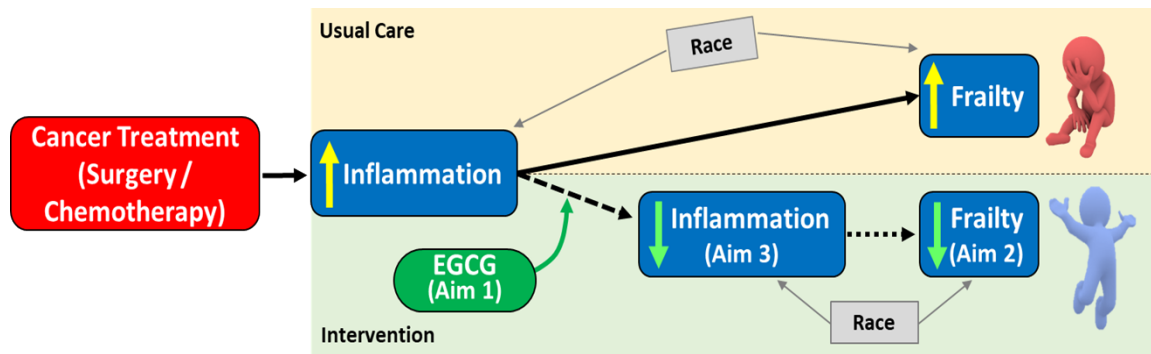 Usual Care
Race
Frailty
Cancer Treatment
(Surgery /
Chemotherapy)
Inflammation
Inflammation
(Aim 3)
Frailty
(Aim 2)
EGCG
(Aim 1)
Race
Intervention